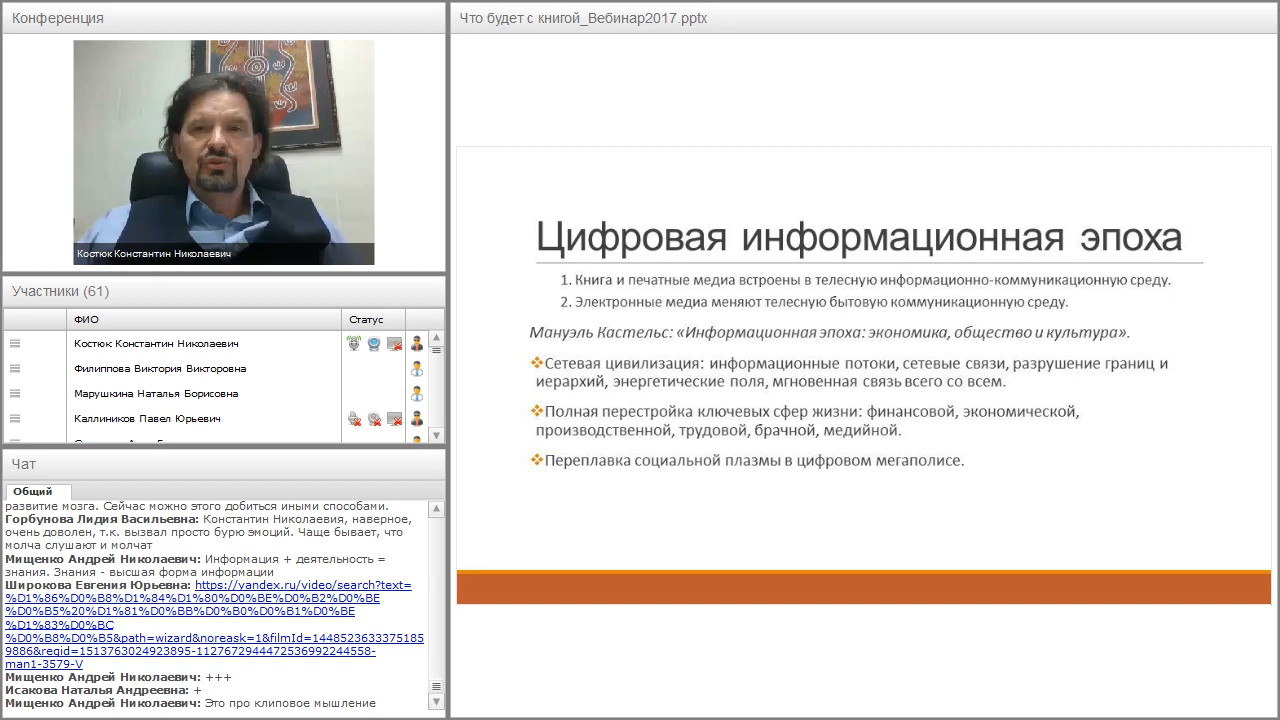 Конференция
Костюк Константин Николаевич
Участники (61)
ФИО
Статус
Костюк Константин Николаевич
Филиппова Виктория Викторовна
Марушкина Наталья Борисовна
Каллиников Павел Юрьевич
Чат
Общий
развитие мозга. Сейчас можно этого добиться иными способами.
Горбунова Лидия Васильевна: Константин Николаевия, наверное,
очень доволен, т.к. вызвал просто бурю эмоций. Чаще бывает, что
молча слушают и молчат
Мищенко Андрей Николаевич: Информация + деятельность =
знания. Знания - высшая форма информации
Широкова Евгения Юрьевна: https://yandex.ru/video/search?text=
%D1%86%D0%B8%D1%84%D1%80%D0%BE%D0%B2%D0%BE
%D0%B5%20%D1%81%D0%BB%D0%B0%D0%B1%D0%BE
%D1%83%D0%BC
%D0%B8%D0%B5&path=wizard&noreask=1&filmId=1448523633375185
9886&reqid=1513763024923895-1127672944472536992244558-
man1-3579-V
Мищенко Андрей Николаевич: +++
Исакова Наталья Андреевна: +
Мищенко Андрей Николаевич: Это про клиповое мышление
Что будет с книгой_Вебинар2017.pptx
Цифровая информационная эпоха
1. Книга и печатные медиа встроены в телесную информационно-коммуникационную среду.
2. Электронные медиа меняют телесную бытовую коммуникационную среду.
Мануэль Кастельс: «Информационная эпоха: экономика, общество и культура».
❖Сетевая цивилизация: информационные потоки, сетевые связи, разрушение границ и
иерархий, энергетические поля, мгновенная связь всего со всем.
❖Полная перестройка ключевых сфер жизни: финансовой, экономической,
производственной, трудовой, брачной, медийной.
❖Переплавка социальной плазмы в цифровом мегаполисе.